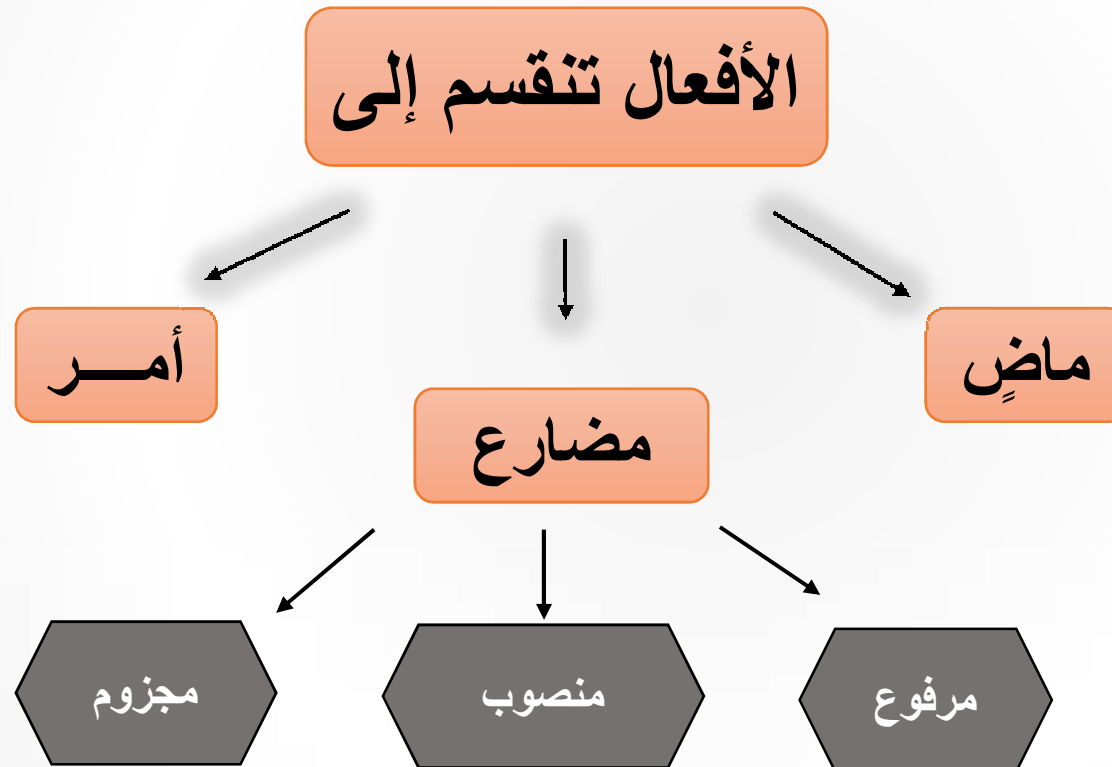 الأفعال تنقسم إلى
ماضٍ
مضارع
أمـــر
مرفوع
منصوب
مجزوم